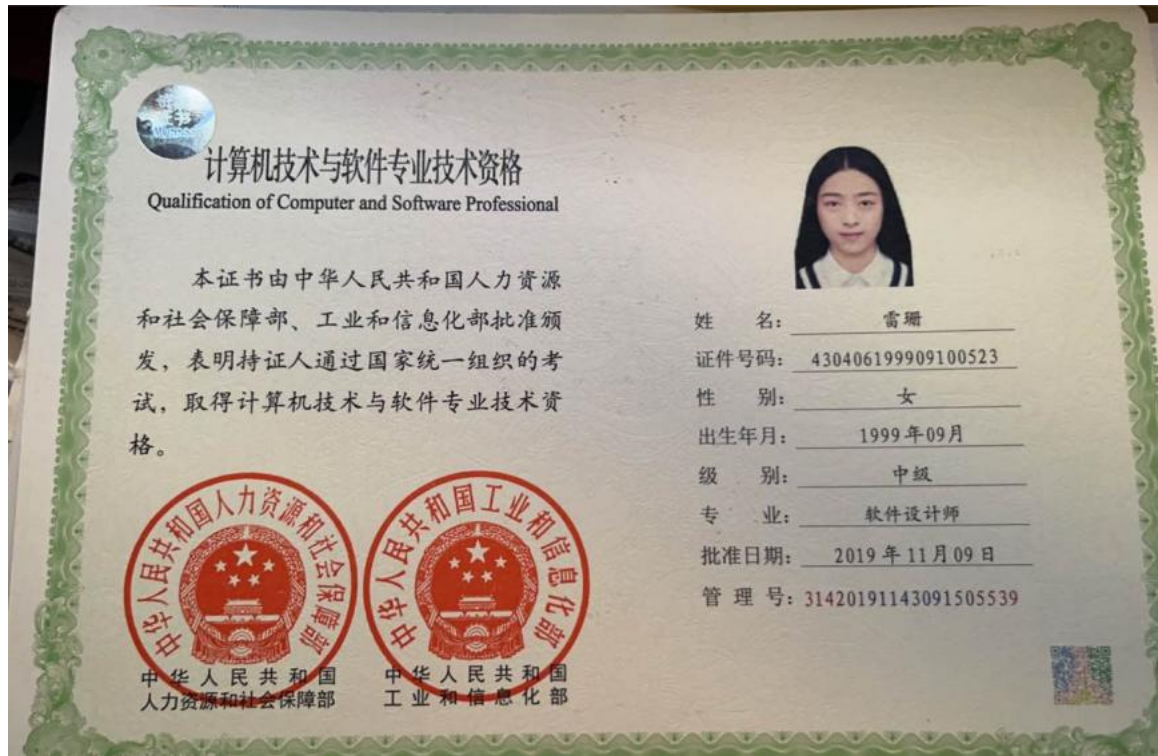 计算机技术与软件专业技术资格
Qualification of Computer and Software Professional
本证书由中华人民共和国人力资源
和社会保障部、工业和信息化部批准颁
发，表明持证人通过国家统一组织的考
试，取得计算机技术与软件专业技术资
格。
中华人民共和国人力资源和社会保障部
中华人民共和国工业和信息化部
中华人民共和国
人力资源和社会保障部
中华人民共和国
工业和信息化部
姓 名：雷珊
证件号码：430406199909100523
性 别：女
出生年月：1999年09月
级 别：中级
专 业：软件设计师
批准日期：2019年11月09日
管 理 号：31420191143091505539